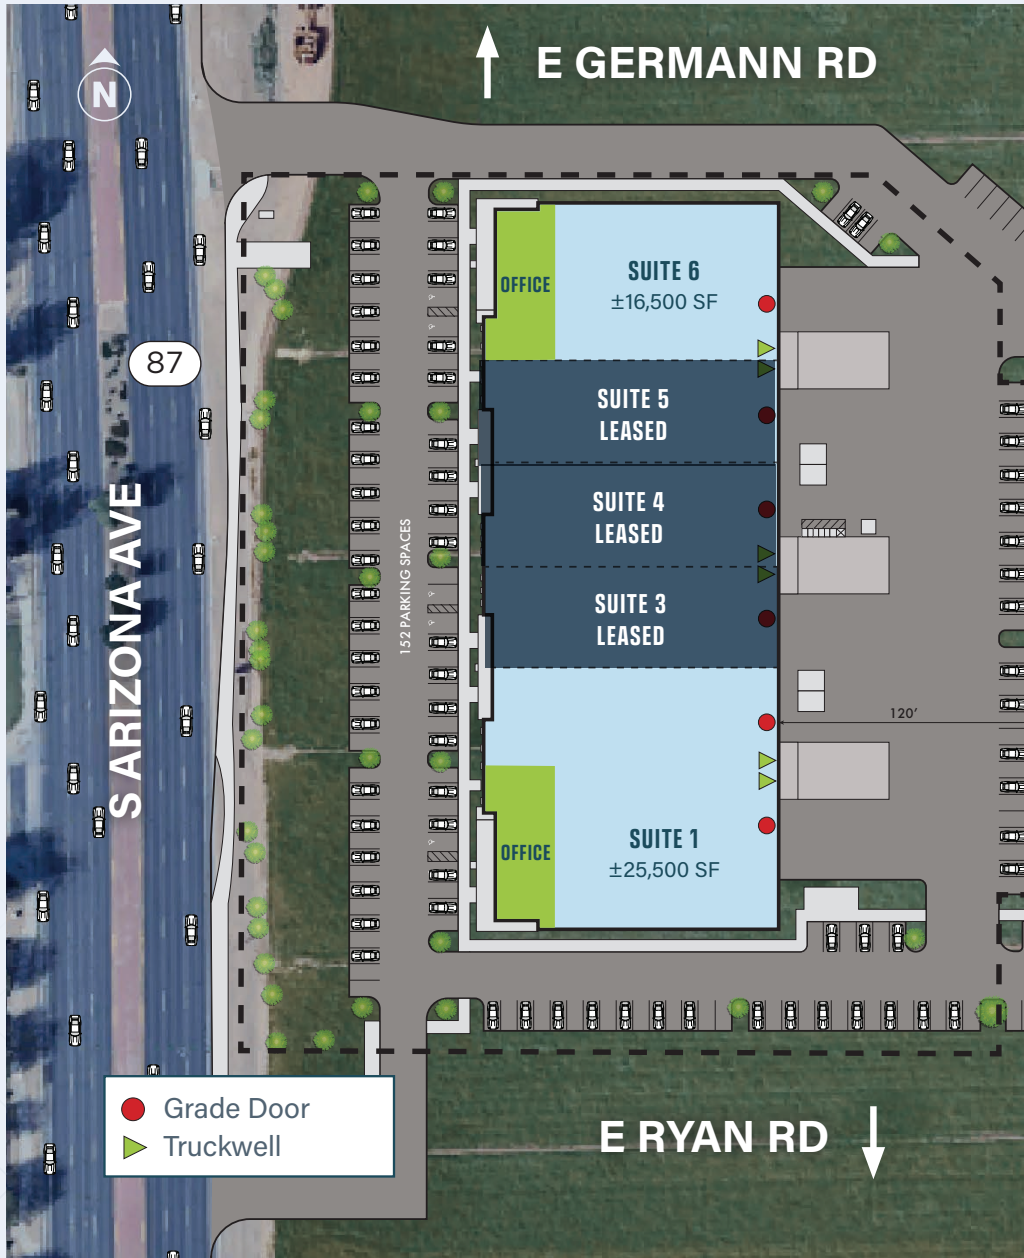 E GERMANN RD
N
OFFICE
SUITE 6
±16,500 SF
87
SUITE 5
LEASED
SUITE 4
LEASED
S ARIZONA AVE
152 PARKING SPACES
SUITE 3
LEASED
120’
OFFICE
SUITE 1
±25,500 SF
Grade Door
Truckwell
E RYAN RD